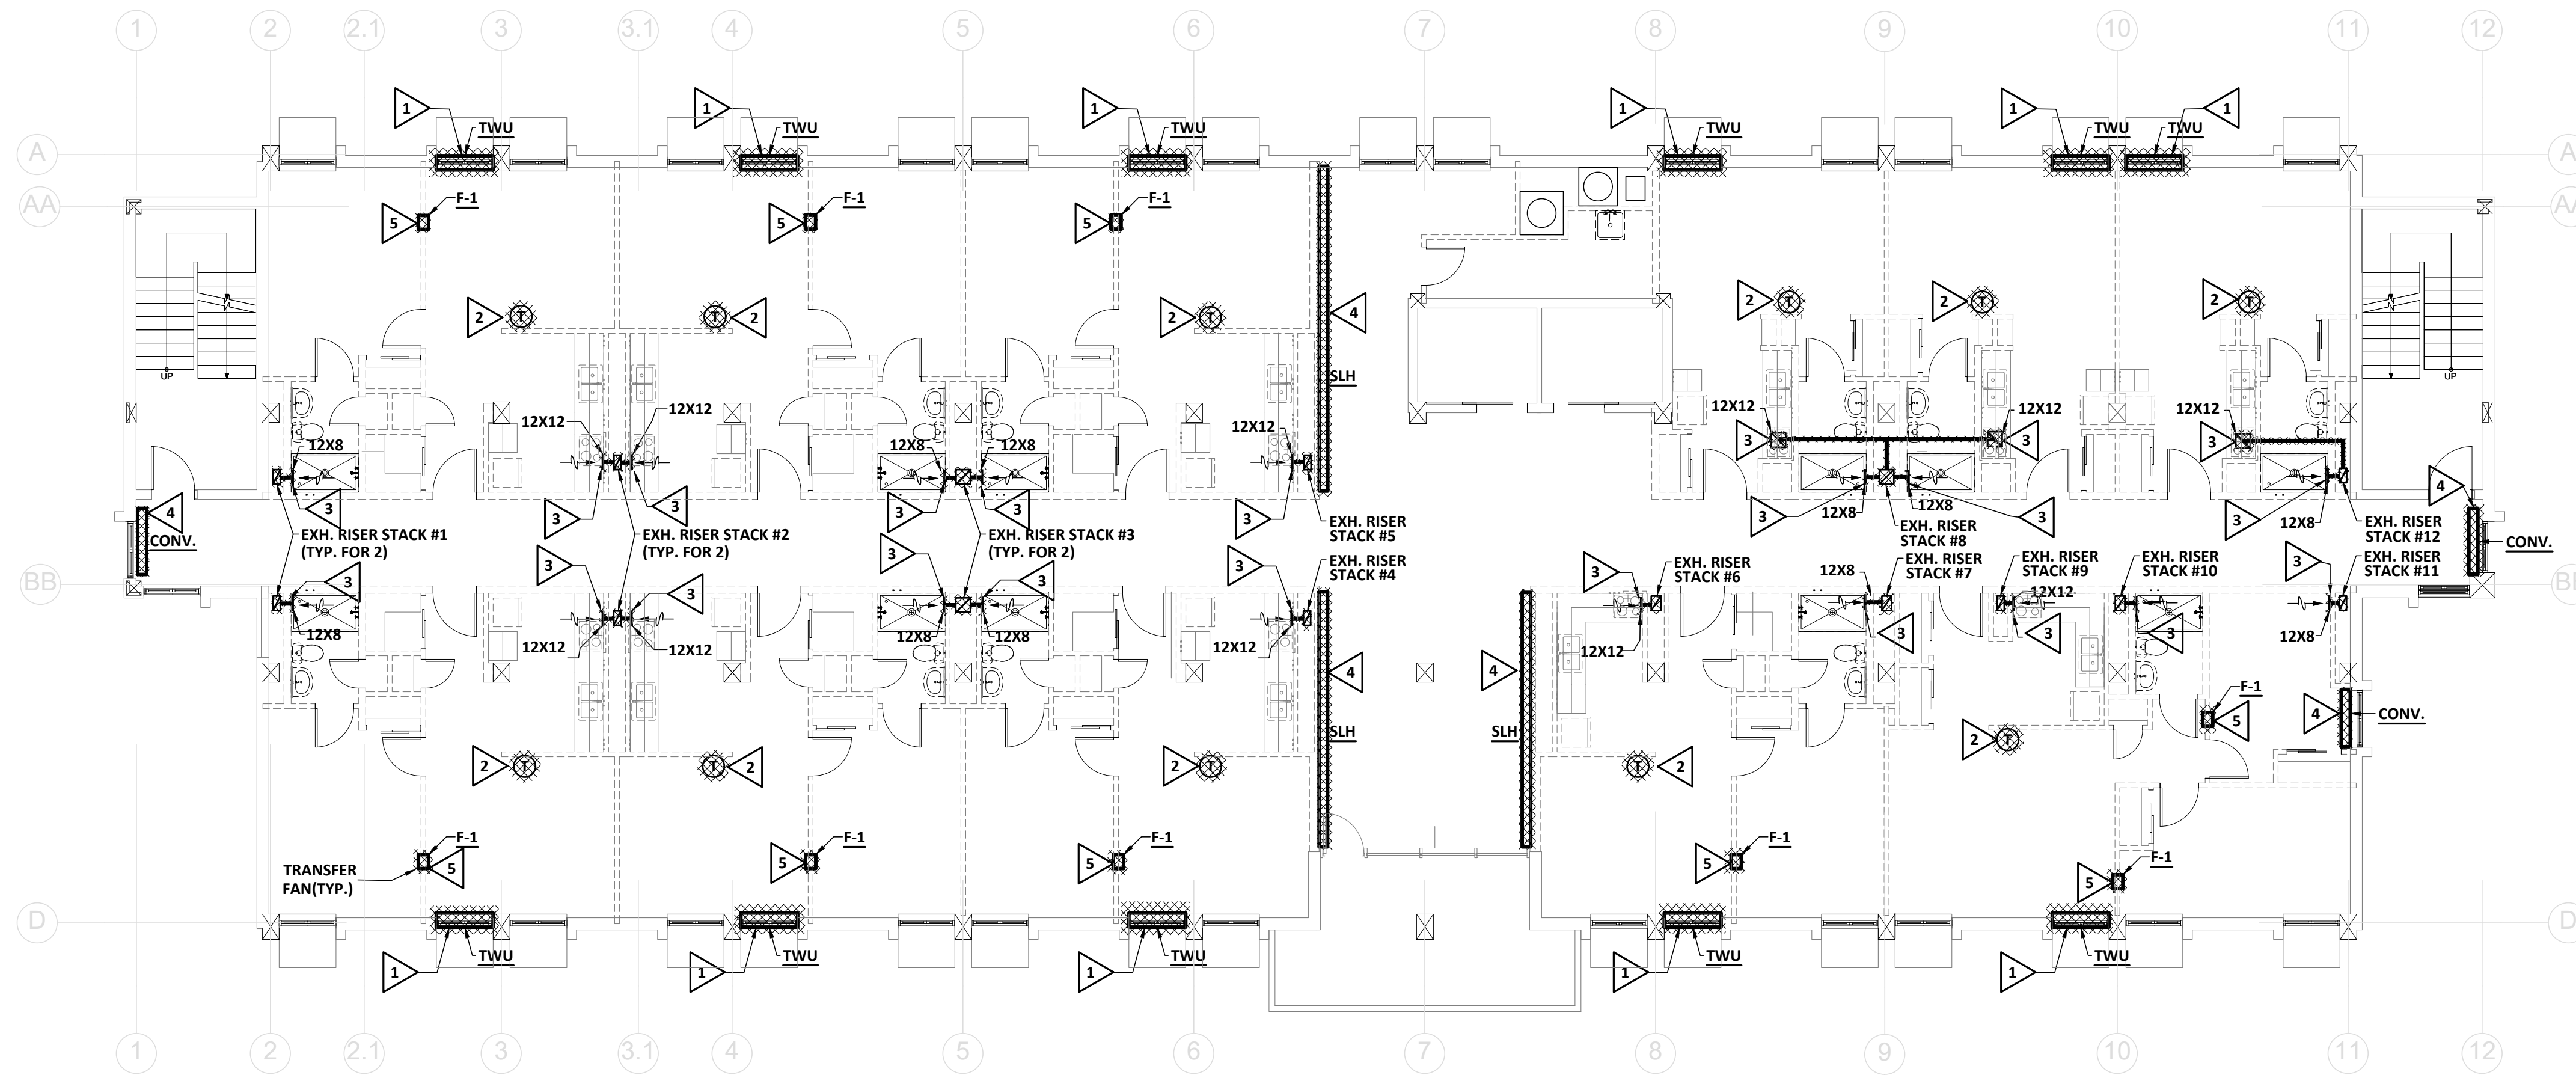 1 2 2.1 3 3.1 4 5 6 7 8 9 10 11 12
1 1 1 1 1 1
TWU TWU TWU TWU TWU TWU
A A
AA AA
F-1 F-1 F-1
5 5 5
2 2 2 2 2 2
T T T T T T
4
UP UP
SLH
12X12 12X12 12X12 12X12 12X12 12X12
3 3 3
12X8 12X8 12X8
3 3 3 3 3 3 3 3 3
4 4
12X8 12X8 12X8
EXH. RISER STACK #1
(TYP. FOR 2)
EXH. RISER STACK #2
(TYP. FOR 2)
EXH. RISER STACK #3
(TYP. FOR 2)
EXH. RISER
STACK #5
EXH. RISER
STACK #8
EXH. RISER
STACK #12
CONV. CONV.
EXH. RISER
STACK #4
EXH. RISER
STACK #6
12X8
EXH. RISER
STACK #7
EXH. RISER
STACK #9
EXH. RISER
STACK #10
EXH. RISER
STACK #11
BB BB
3 3 3 3 3 3 3 3
12X12
3 3 3
12X8 12X8 12X8 12X8
12X12 12X12 12X12 12X12
4 4
F-1
5
4
CONV.
SLH SLH
2 2 2 2 2
T T T T T
F-1 F-1 F-1 F-1
5 5 5 5
F-1
5
TRANSFER
FAN(TYP.)
D D
TWU TWU TWU TWU TWU
1 1 1 1 1
1 2 2.1 3 3.1 4 5 6 7 8 9 10 11 12